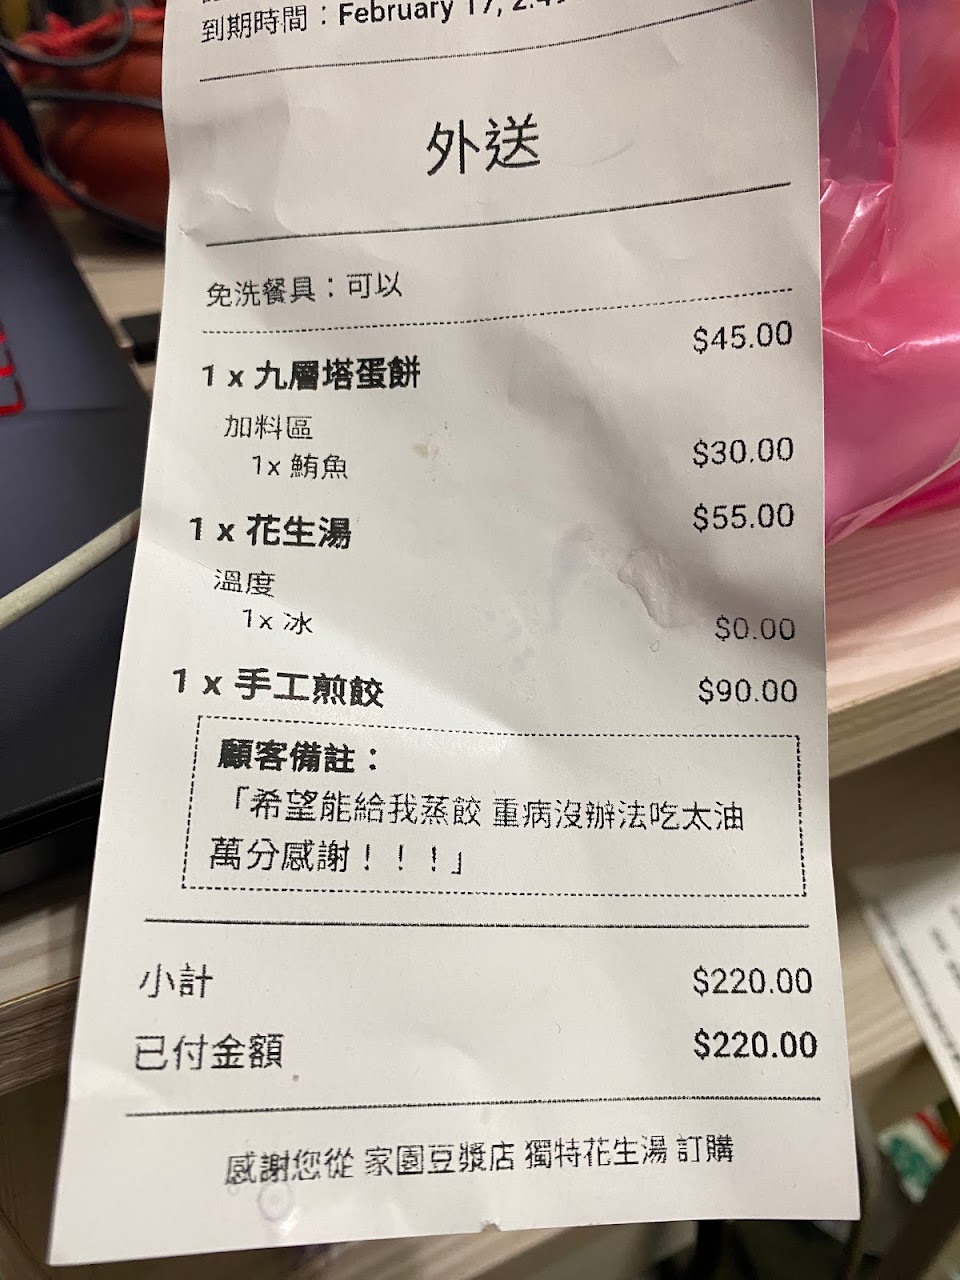 到期時間：February 17,
外送
免洗餐具：可以
1 x 九層塔蛋餅 $45.00
加料區
1x 鮪魚 $30.00
1 x 花生湯 $55.00
溫度
1x 冰 $0.00
1 x 手工煎餃 $90.00
顧客備註：
「希望能給我蒸餃 重病沒辦法吃太油
萬分感謝！！！」
小計 $220.00
已付金額 $220.00
感謝您從 家園豆漿店 獨特花生湯 訂購